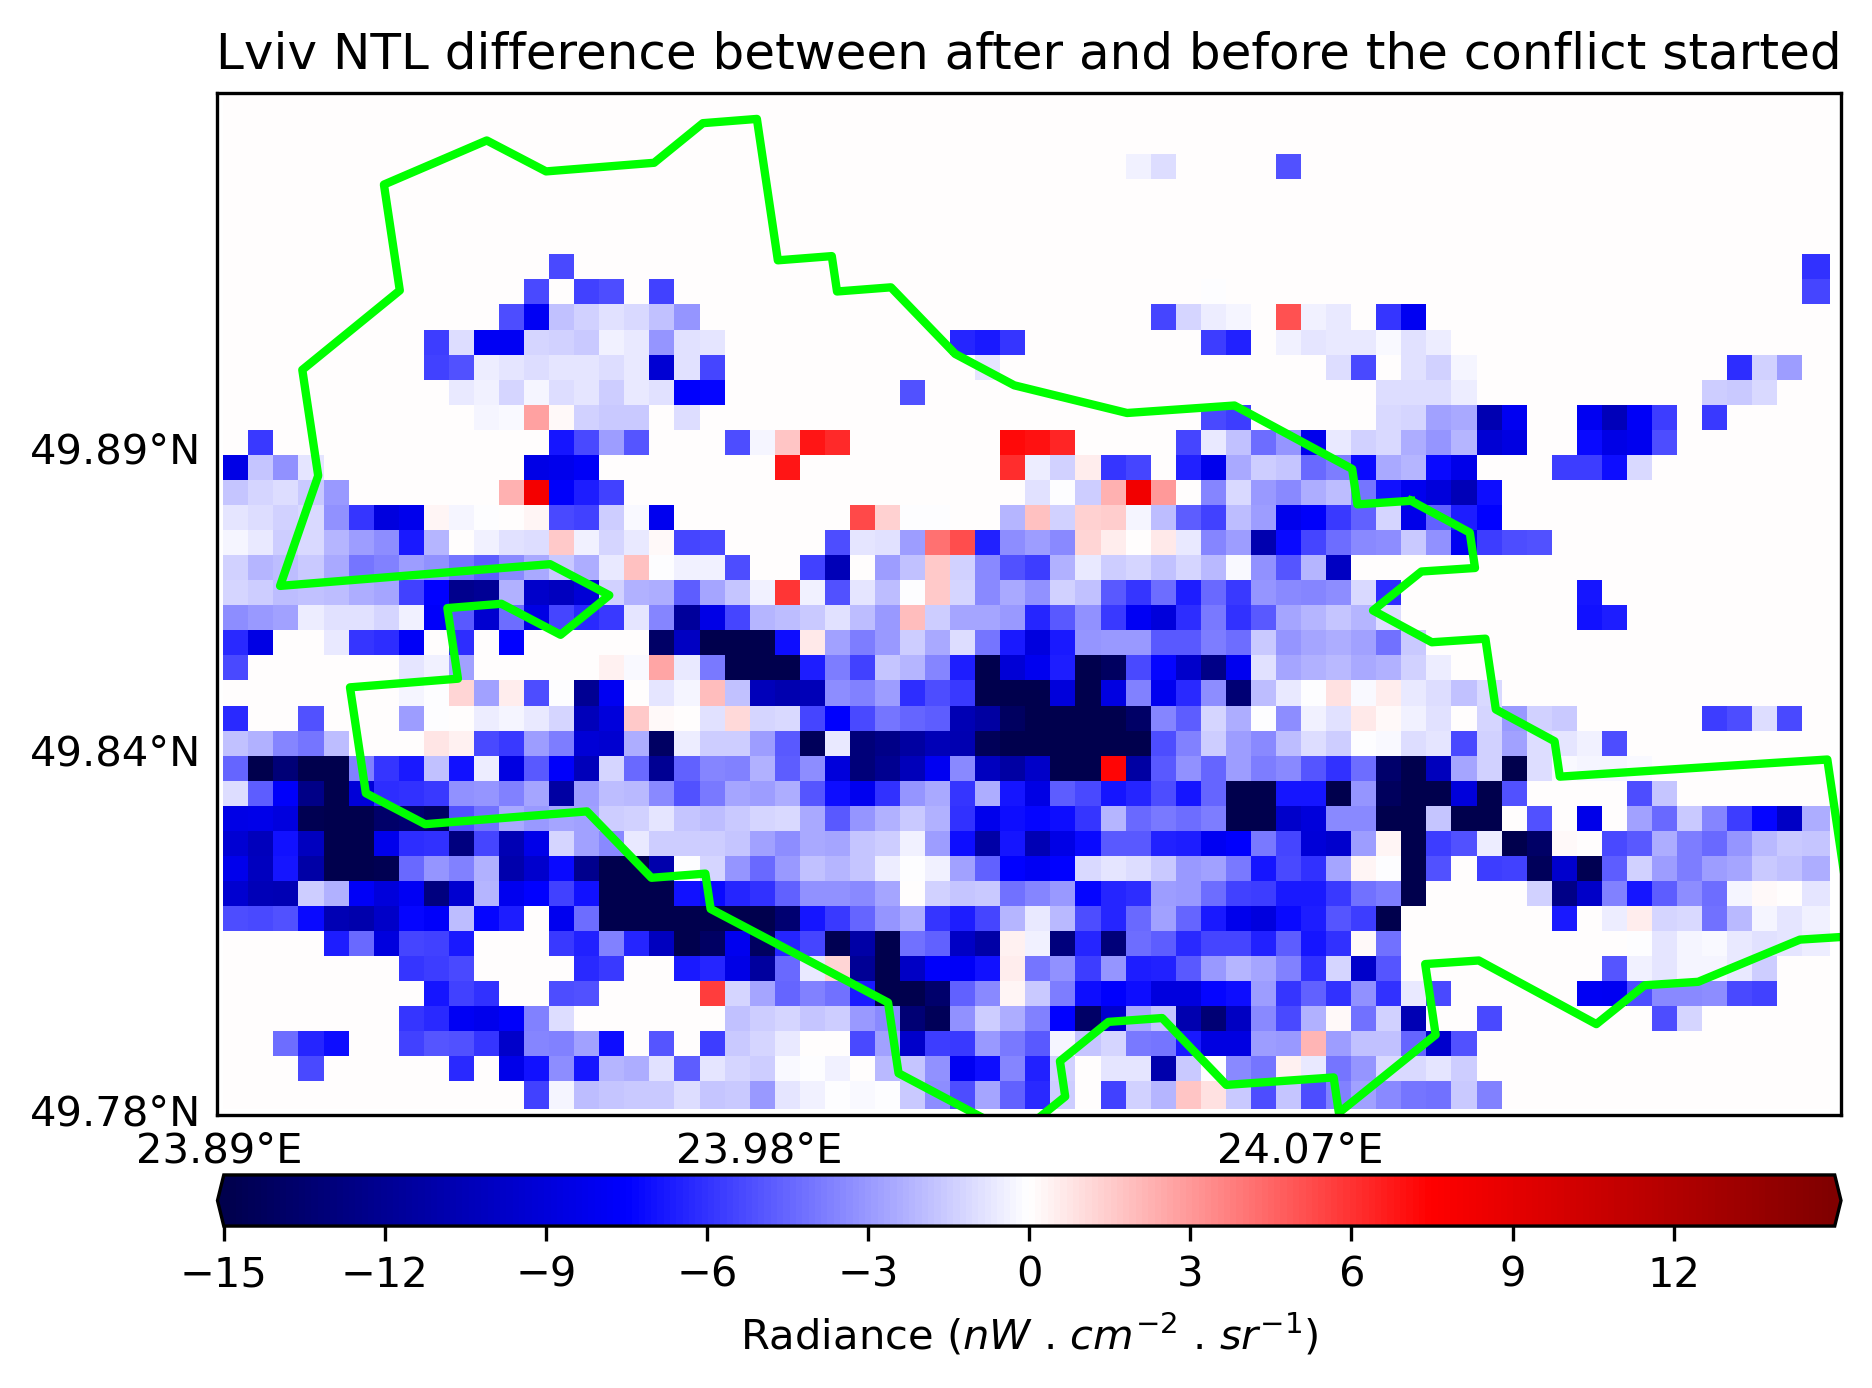 Lviv NTL difference between after and before the conflict started
49.89°N
49.84°N
49.78°N
23.89°E 23.98°E 24.07°E
−15 −12 −9 −6 −3 0 3 6 9 12
Radiance (nW . cm⁻² . sr⁻¹)